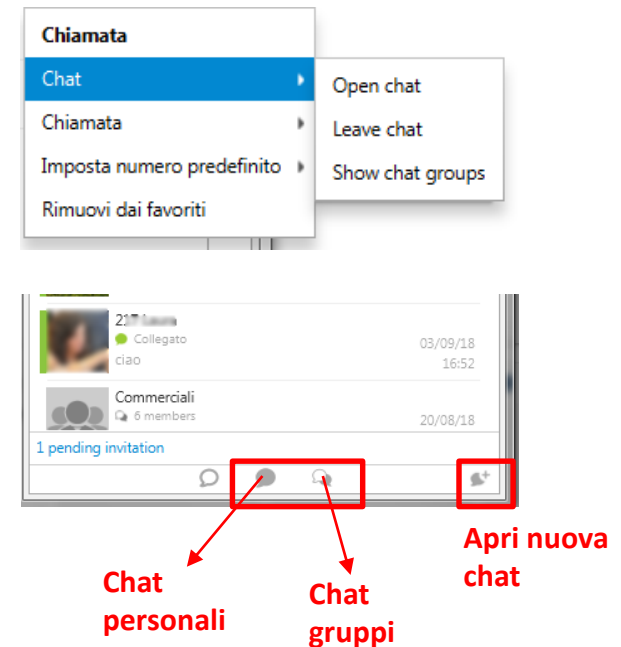 Chiamata
Chat
Open chat
Chiamata
Leave chat
Imposta numero predefinito
Show chat groups
Rimuovi dai favoriti
Collegato
03/09/18
ciao
16:52
Commerciali
6 members
20/08/18
1 pending invitation
Apri nuova
chat
Chat
personali
Chat
gruppi